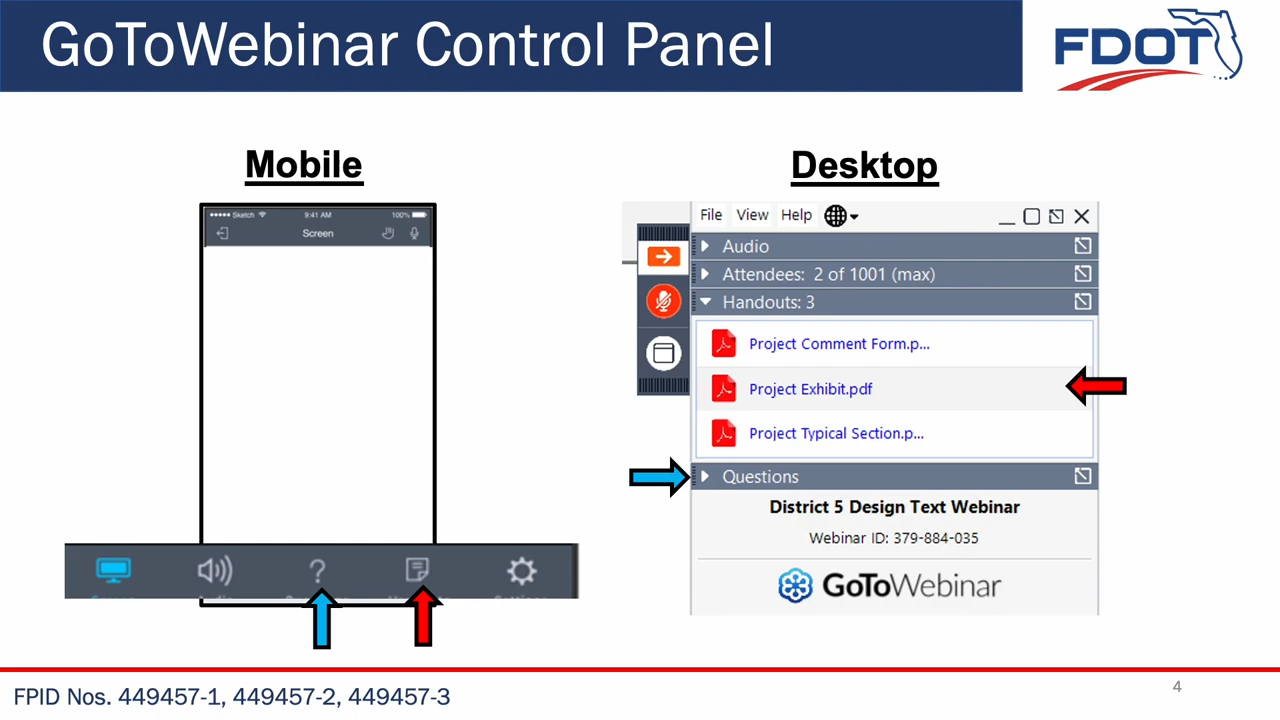 GoToWebinar Control Panel
FDOT
Mobile
Desktop
Sketch
9:41 AM
100%
Screen
File View Help
Audio
Attendees: 2 of 1001 (max)
Handouts: 3
Project Comment Form.p...
Project Exhibit.pdf
Project Typical Section.p...
Questions
District 5 Design Text Webinar
Webinar ID: 379-884-035
GoToWebinar
?
FPID Nos. 449457-1, 449457-2, 449457-3
4